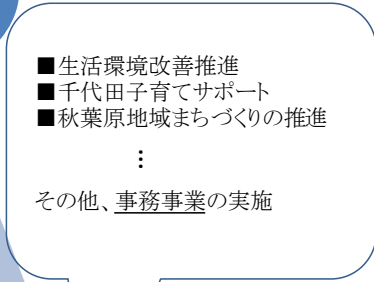 ■生活環境改善推進
■千代田子育てサポート
■秋葉原地域まちづくりの推進
︙
その他、事務事業の実施